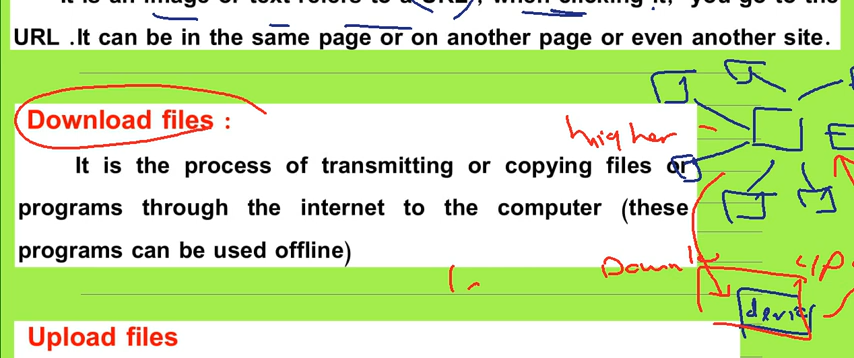 URL .It can be in the same page or on another page or even another site.
Download files :
higher
It is the process of transmitting or copying files or
programs through the internet to the computer (these
programs can be used offline)
Down
up
Upload files